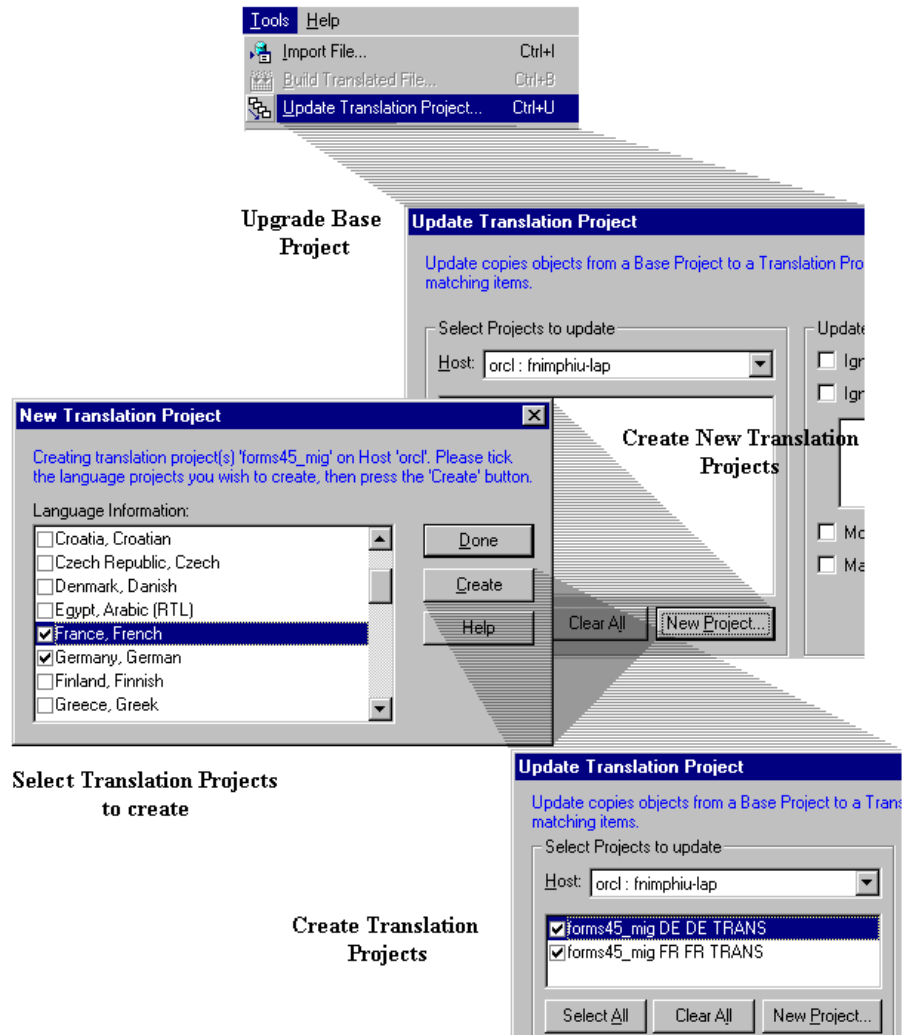 Tools Help
Import File... Ctrl+I
Build Translated File... Ctrl+B
Update Translation Project... Ctrl+U
Upgrade Base
Project
Update Translation Project
Update copies objects from a Base Project to a Translation Pro
matching items.
Select Projects to update
Update
Host: orcl : fnimphiu-lap
Igr
Igr
Create New Translation
Projects
Mo
Ma
Clear All New Project...
New Translation Project
Creating translation project(s) 'forms45_mig' on Host 'orcl'. Please tick
the language projects you wish to create, then press the 'Create' button.
Language Information:
Croatia, Croatian
Czech Republic, Czech
Denmark, Danish
Egypt, Arabic (RTL)
France, French
Germany, German
Finland, Finnish
Greece, Greek
Done
Create
Help
Select Translation Projects
to create
Update Translation Project
Update copies objects from a Base Project to a Trans
matching items.
Select Projects to update
Host: orcl : fnimphiu-lap
forms45_mig DE DE TRANS
forms45_mig FR FR TRANS
Select All Clear All New Project...
Create Translation
Projects